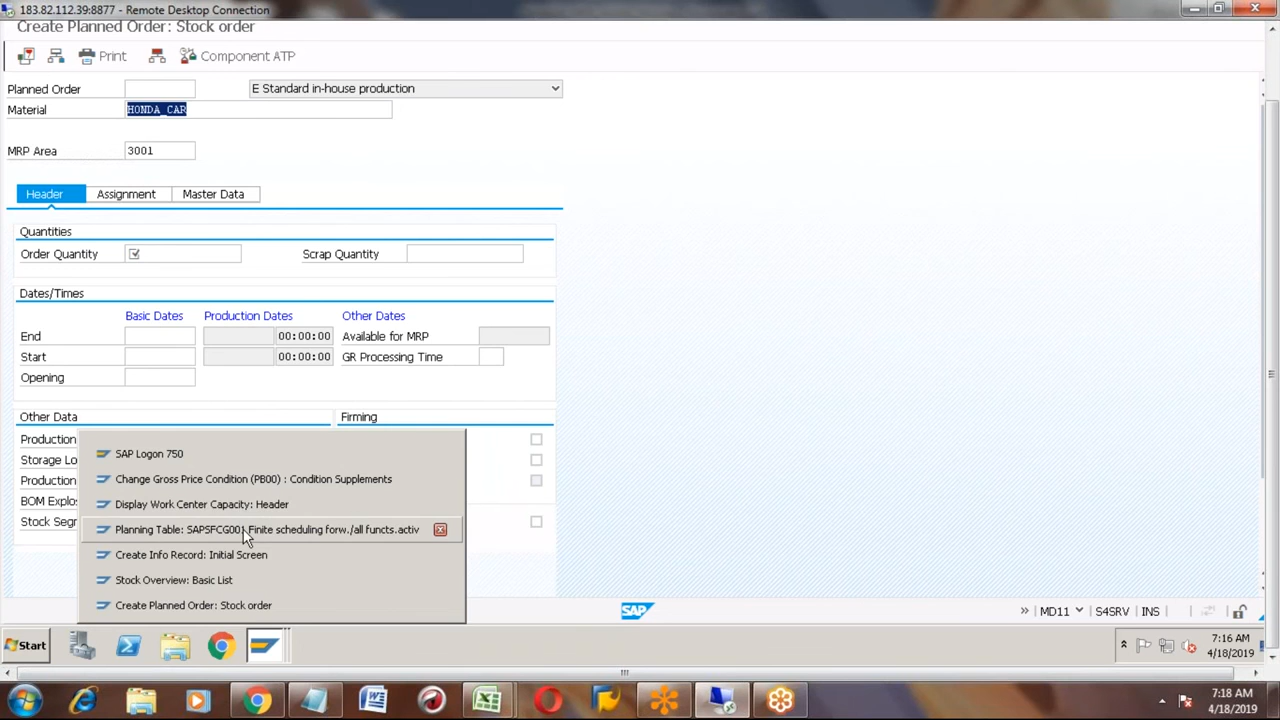 183.82.112.39:8877 - Remote Desktop Connection
Create Planned Order: Stock order
Print
Component ATP
Planned Order
E Standard in-house production
Material
HONDA_CAR
MRP Area
3001
Header
Assignment
Master Data
Quantities
Order Quantity
Scrap Quantity
Dates/Times
Basic Dates
Production Dates
Other Dates
End
00:00:00
Available for MRP
Start
00:00:00
GR Processing Time
Opening
Other Data
Firming
Production
Storage Lo
Production
BOM Explos
Stock Segr
SAP Logon 750
Change Gross Price Condition (PB00) : Condition Supplements
Display Work Center Capacity: Header
Planning Table: SAPSFCG001 Finite scheduling forw./all functs.activ
Create Info Record: Initial Screen
Stock Overview: Basic List
Create Planned Order: Stock order
SAP
MD11
S4SRV
INS
Start
7:16 AM
4/18/2019
7:18 AM
4/18/2019